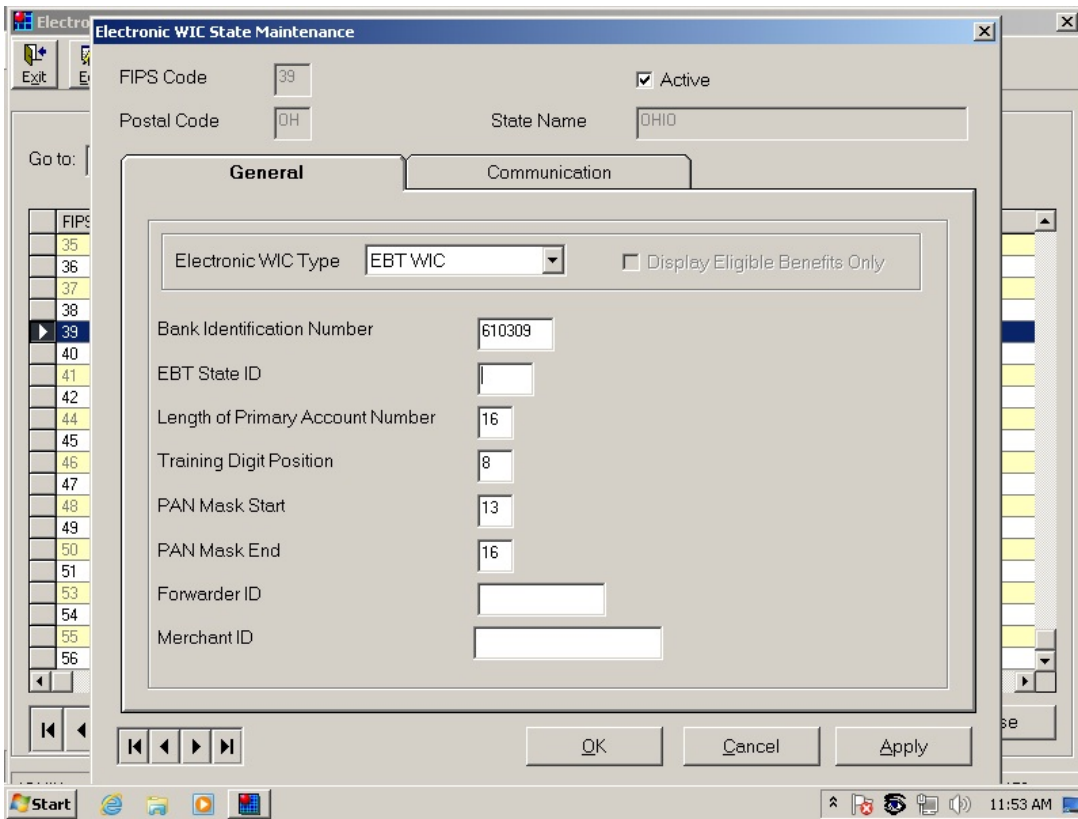 Electro
Electronic WIC State Maintenance
Exit
FIPS Code 39 Active
Postal Code OH State Name OHIO
Go to:
General Communication
FIPS
Electronic WIC Type EBT WIC Display Eligible Benefits Only
Bank Identification Number 610309
EBT State ID
Length of Primary Account Number 16
Training Digit Position 8
PAN Mask Start 13
PAN Mask End 16
Forwarder ID
Merchant ID
35
36
37
38
39
40
41
42
44
45
46
47
48
49
50
51
53
54
55
56
OK Cancel Apply
se
Start 11:53 AM